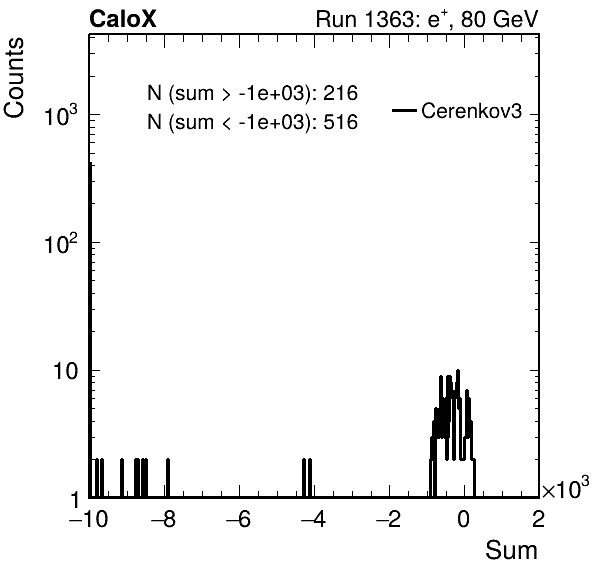 CaloX Run 1363: e⁺, 80 GeV
Counts
N (sum > -1e+03): 216
N (sum < -1e+03): 516
Cerenkov3
10³
10²
10
1
−10 −8 −6 −4 −2 0 2
×10³
Sum